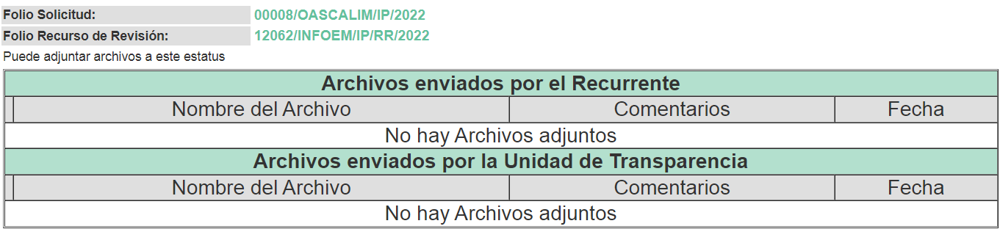 Folio Solicitud: 00008/OASCALIM/IP/2022
Folio Recurso de Revisión: 12062/INFOEM/IP/RR/2022
Puede adjuntar archivos a este estatus
Archivos enviados por el Recurrente
Nombre del Archivo Comentarios Fecha
No hay Archivos adjuntos
Archivos enviados por la Unidad de Transparencia
Nombre del Archivo Comentarios Fecha
No hay Archivos adjuntos